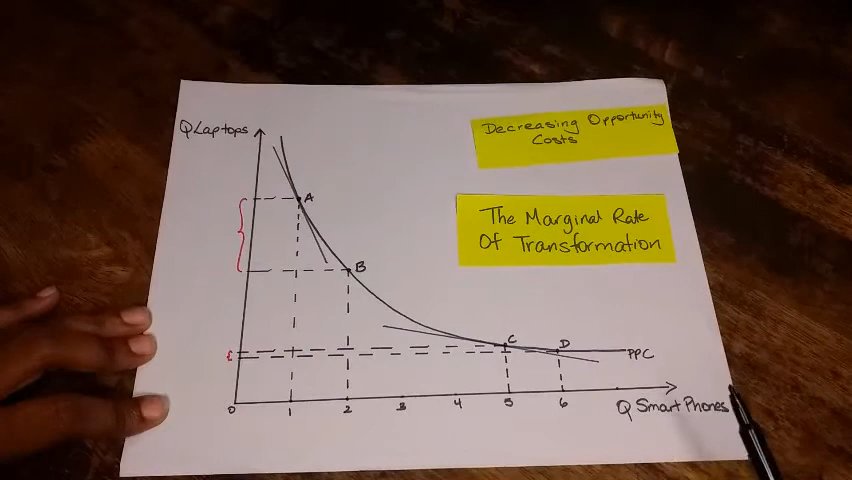 Q Laptops
Decreasing Opportunity
Costs
The Marginal Rate
Of Transformation
A
B
C
D
PPC
0
1
2
3
4
5
6
Q Smart Phones